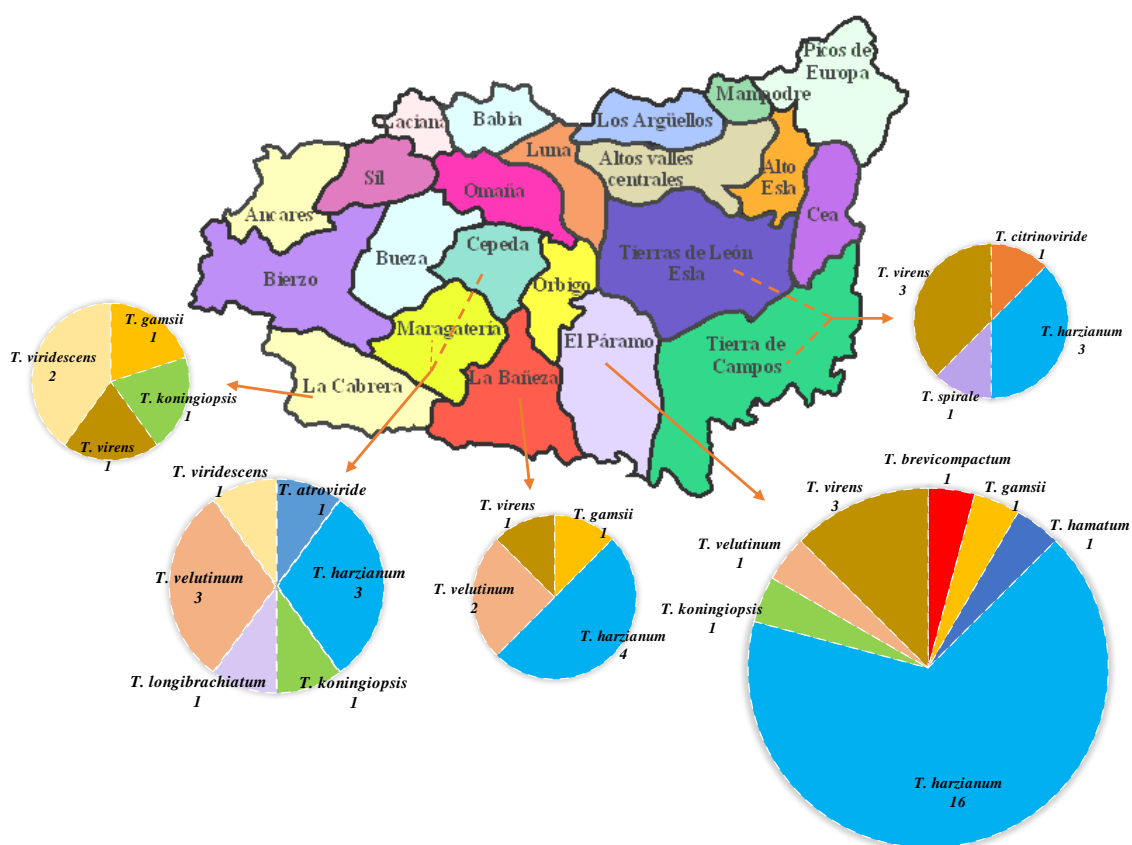 Picos de
Europa
Mampodre
Laciana
Babia
Los Argüellos
Luna
Altos valles
centrales
Alto
Esla
Sil
Omaña
Ancares
Cea
Cepeda
Bueza
Tierras de León
Esla
Bierzo
Orbigo
Maragatería
El Páramo
Tierra de
Campos
La Cabrera
La Bañeza
T. citrinoviride
1
T. virens
3
T. harzianum
3
T. spirale
1
T. gamsii
1
T. viridescens
2
T. koningiopsis
1
T. virens
1
T. viridescens
1
T. atroviride
1
T. harzianum
3
T. velutinum
3
T. longibrachiatum
1
T. koningiopsis
1
T. virens
1
T. gamsii
1
T. velutinum
2
T. harzianum
4
T. brevicompactum
1
T. virens
3
T. gamsii
1
T. hamatum
1
T. velutinum
1
T. koningiopsis
1
T. harzianum
16